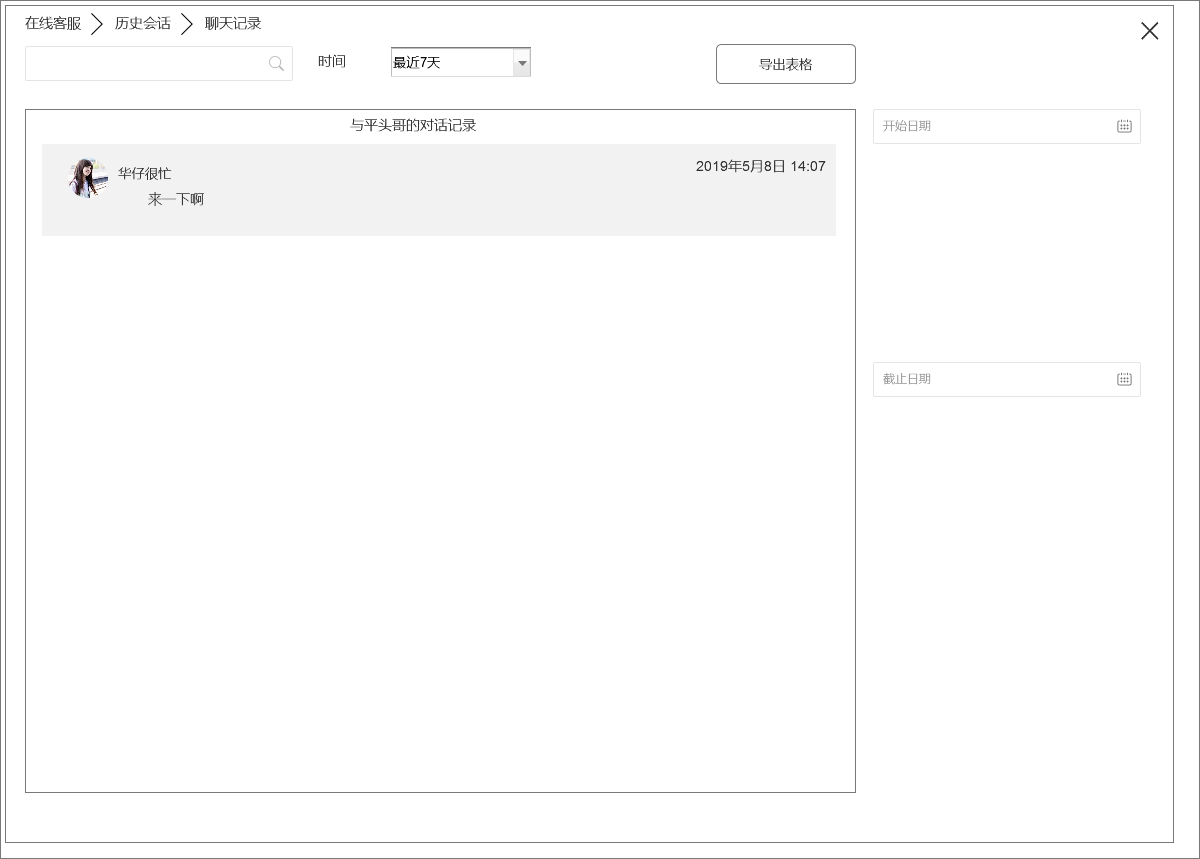 在线客服 历史会话 聊天记录
时间 最近7天 导出表格
与平头哥的对话记录
开始日期
华仔很忙 2019年5月8日 14:07
来一下啊
截止日期